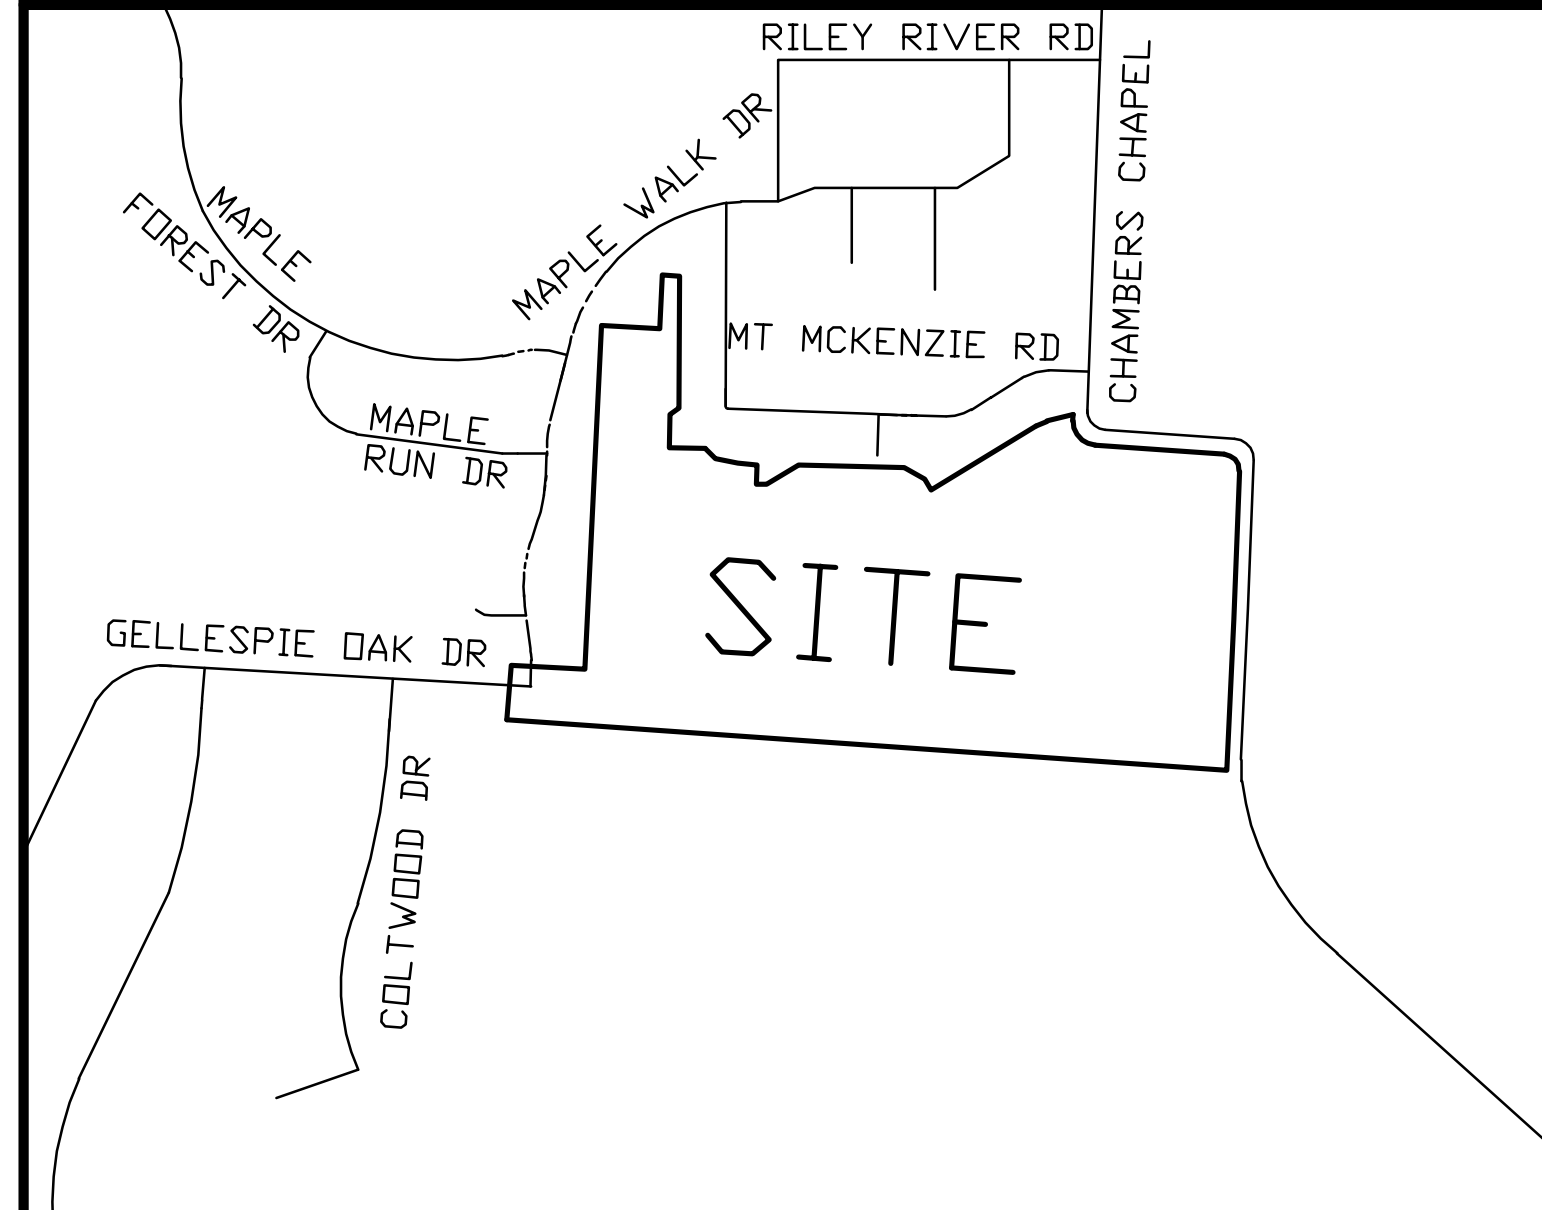 RILEY RIVER RD
CHAMBERS CHAPEL
MAPLE WALK DR
MAPLE
FOREST DR
MT MCKENZIE RD
MAPLE
RUN DR
SITE
GELLESPIE OAK DR
COLTWOOD DR